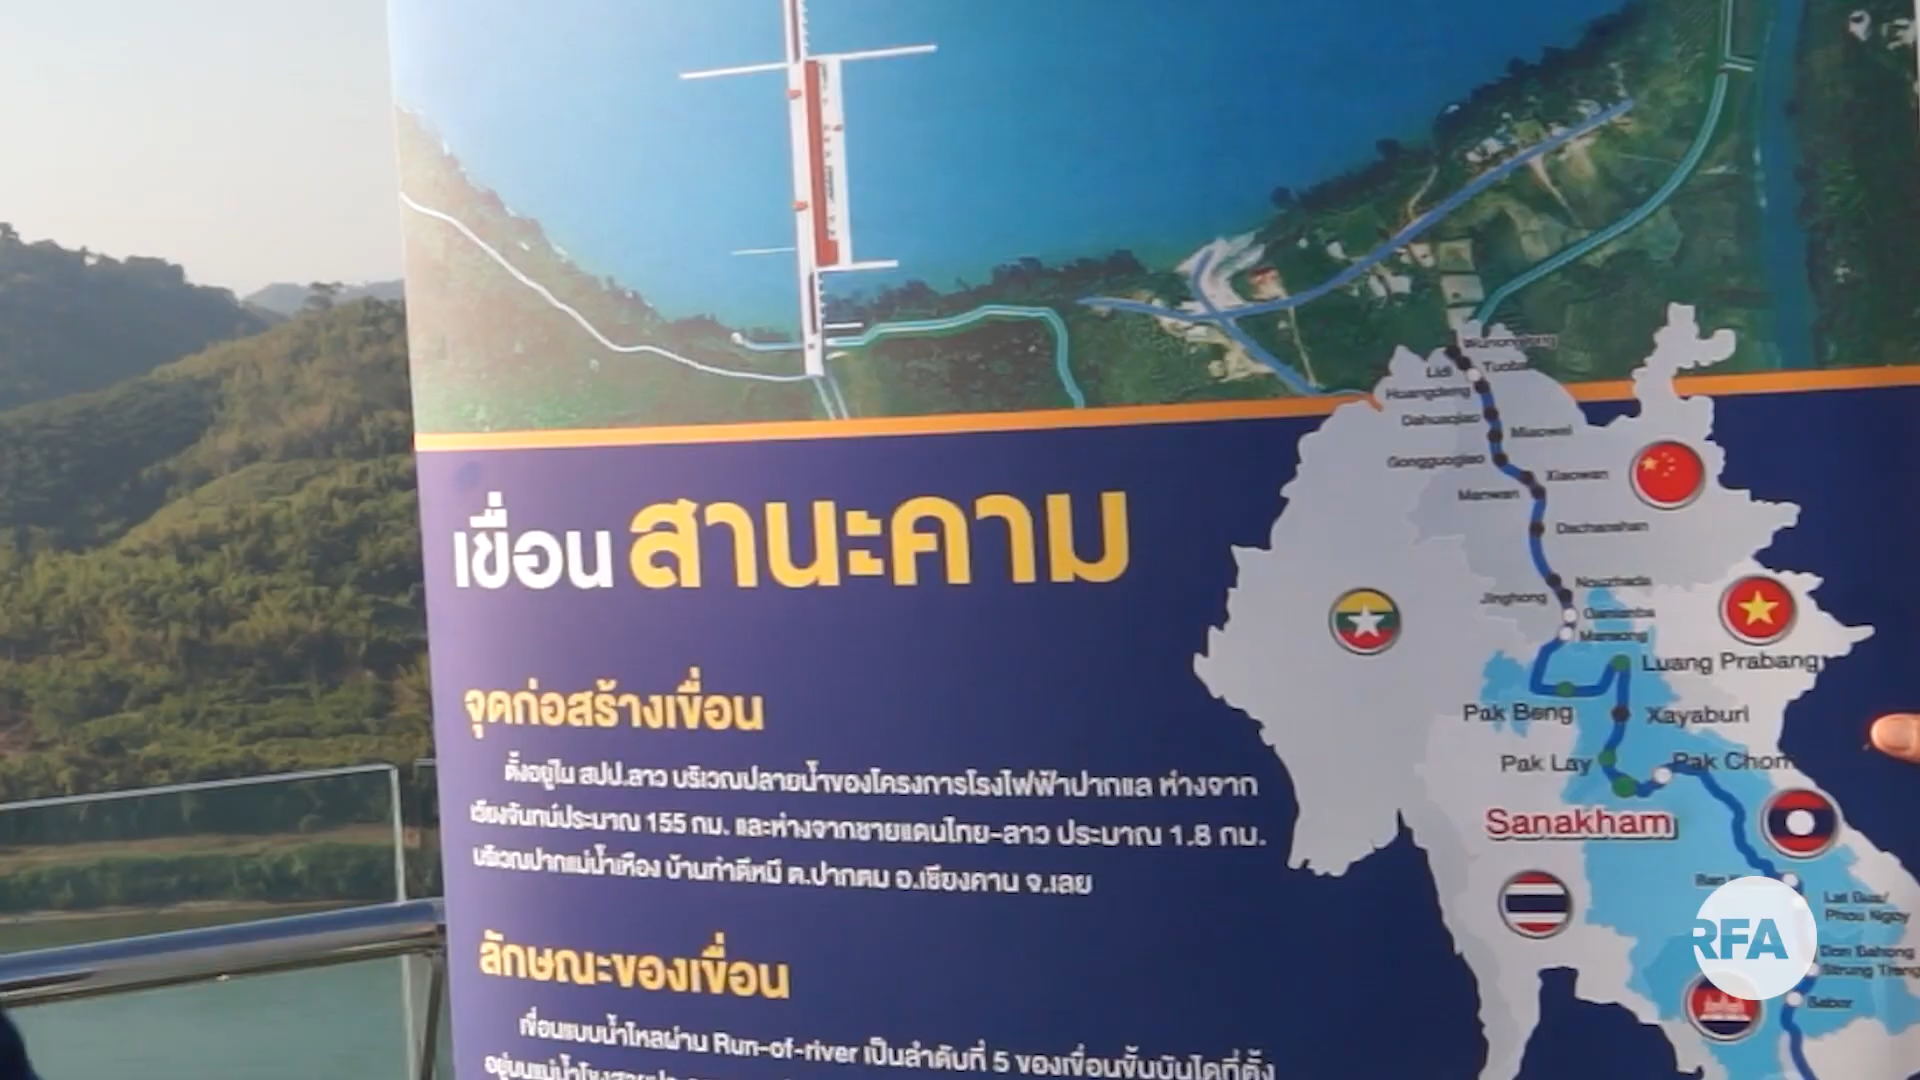 เขื่อน สานะคาม
จุดก่อสร้างเขื่อน
ตั้งอยู่ใน สปป.ลาว บริเวณปลายน้ำของโครงการโรงไฟฟ้าปากแล ห่างจาก
เวียงจันทน์ประมาณ 155 กม. และห่างจากชายแดนไทย-ลาว ประมาณ 1.8 กม.
บริเวณปากแม่น้ำเหือง บ้านท่าดีหมี ต.ปากตม อ.เชียงคาน จ.เลย
ลักษณะของเขื่อน
เขื่อนแบบน้ำไหลผ่าน Run-of-river เป็นลำดับที่ 5 ของเขื่อนขั้นบันไดที่ตั้ง
Lidi
Huangdeng
Dahuaqiao
Miaowei
Gongguoqiao
Xiaowan
Manwan
Dachaoshan
Nouzhadu
Jinghong
Mansong
Luang Prabang
Pak Beng
Xayaburi
Pak Lay
Pak Chom
Sanakham
Lat Sua/
Phou Ngoy
Don Sahong
Strung Treng
RFA